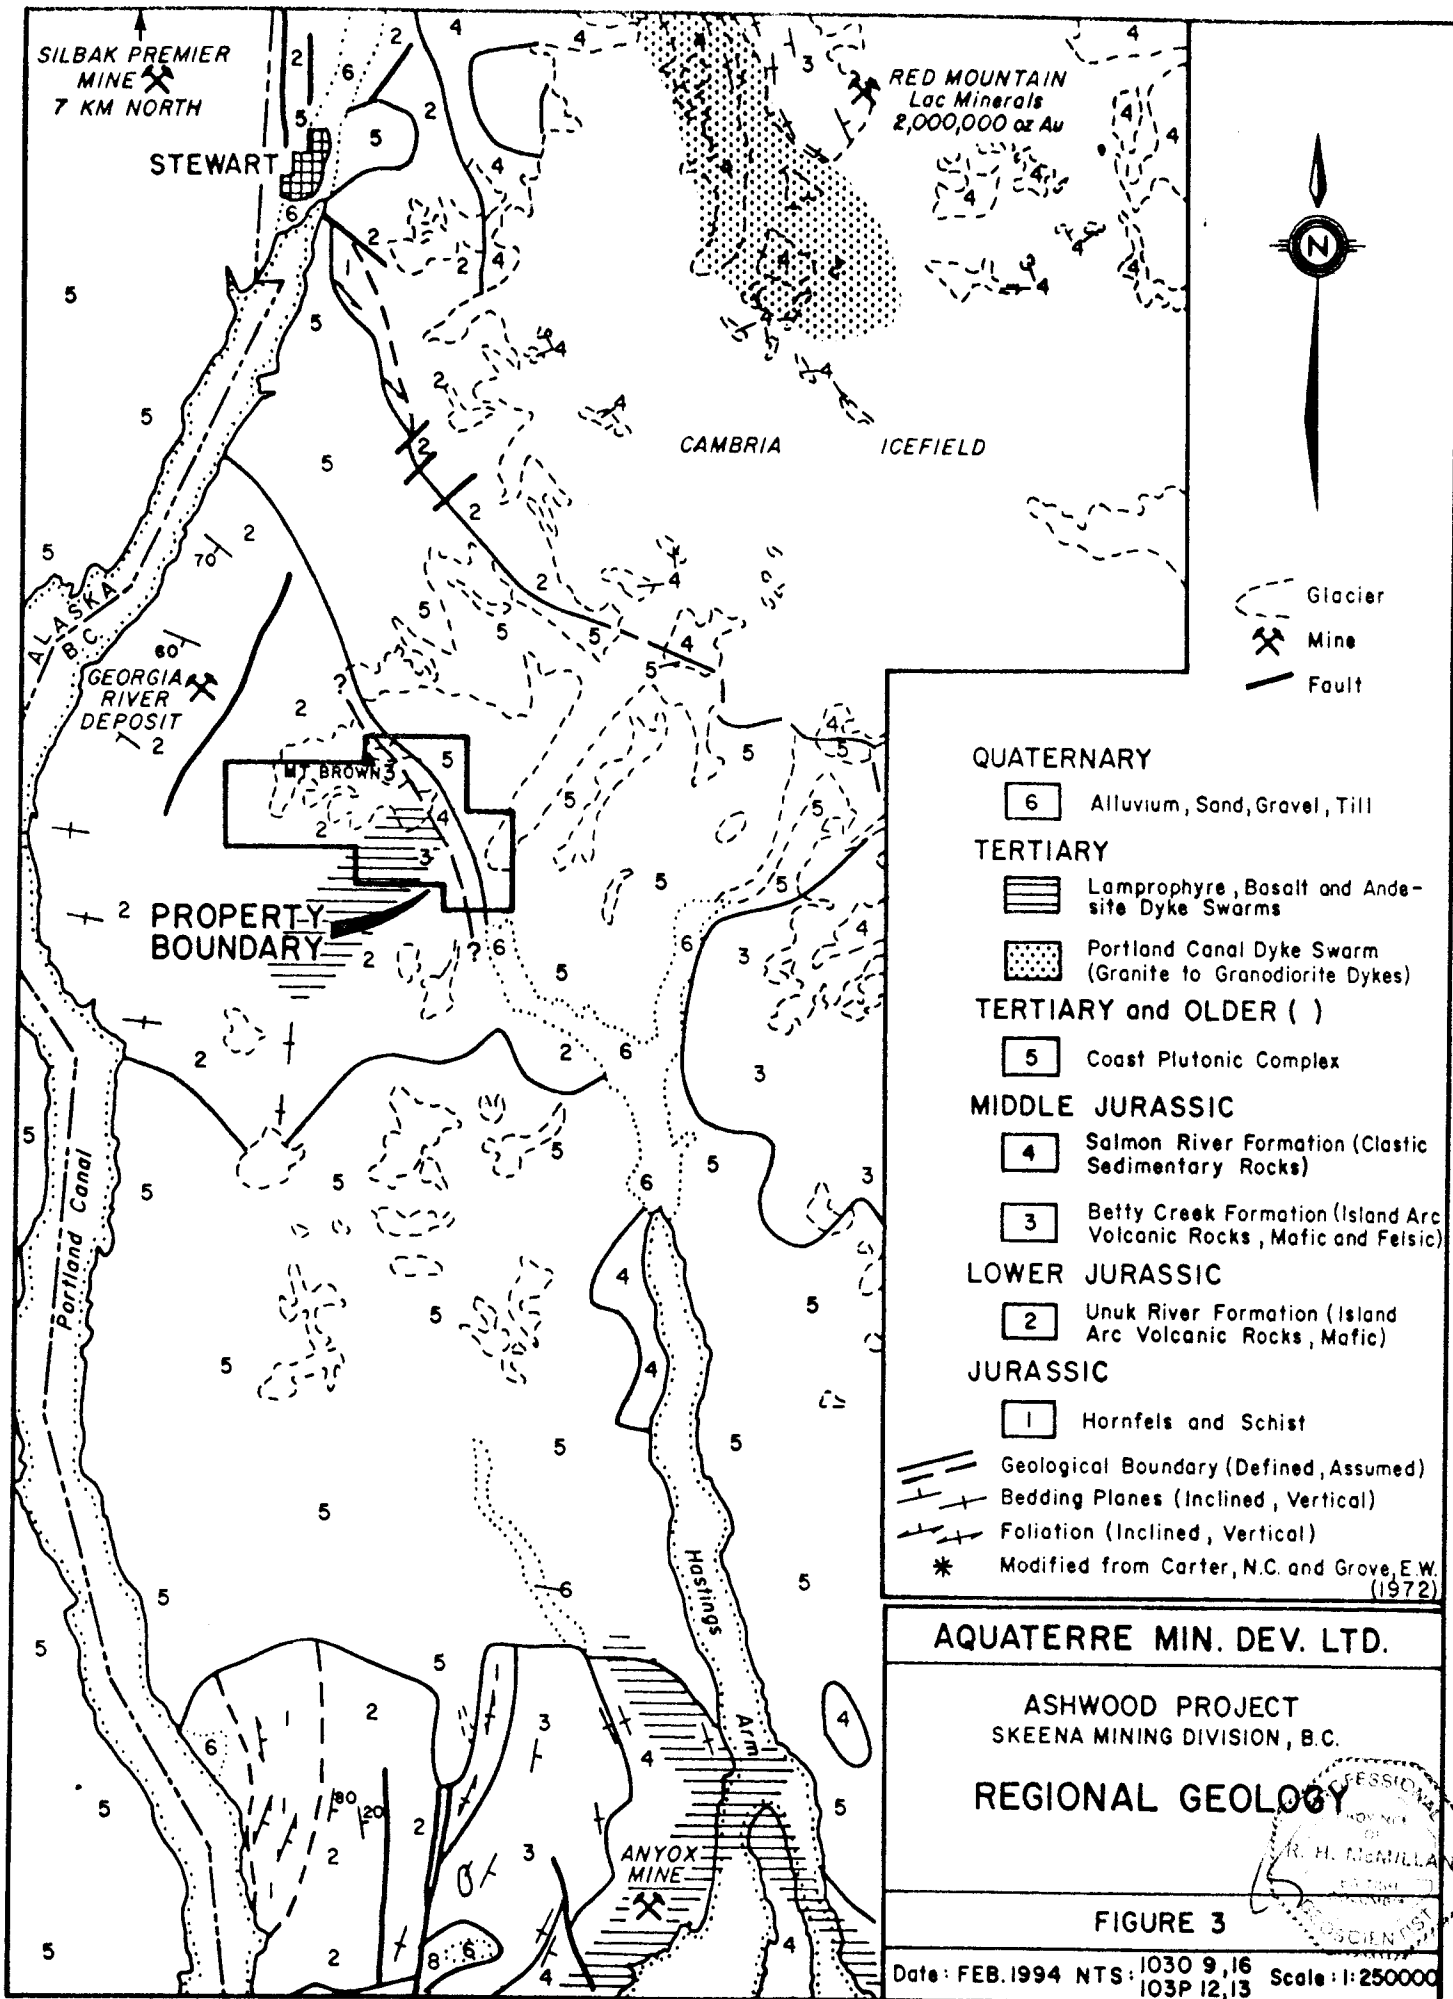 SILBAK PREMIER
MINE
7 KM NORTH
STEWART
RED MOUNTAIN
Lac Minerals
2,000,000 oz Au
N
CAMBRIA ICEFIELD
ALASKA
B.C.
70
60
GEORGIA
RIVER
DEPOSIT
MT BROWN
PROPERTY
BOUNDARY
Portland Canal
Hastings
Arm
80
20
ANYOX
MINE
Glacier
Mine
Fault
QUATERNARY
6 Alluvium, Sand, Gravel, Till
TERTIARY
Lamprophyre, Basalt and Ande-
site Dyke Swarms
Portland Canal Dyke Swarm
(Granite to Granodiorite Dykes)
TERTIARY and OLDER ( )
5 Coast Plutonic Complex
MIDDLE JURASSIC
4 Salmon River Formation (Clastic
Sedimentary Rocks)
3 Betty Creek Formation (Island Arc
Volcanic Rocks, Mafic and Felsic)
LOWER JURASSIC
2 Unuk River Formation (Island
Arc Volcanic Rocks, Mafic)
JURASSIC
1 Hornfels and Schist
Geological Boundary (Defined, Assumed)
Bedding Planes (Inclined, Vertical)
Foliation (Inclined, Vertical)
* Modified from Carter, N.C. and Grove, E.W.
(1972)
AQUATERRE MIN. DEV. LTD.
ASHWOOD PROJECT
SKEENA MINING DIVISION, B.C.
REGIONAL GEOLOGY
R. H. McMILLAN
FIGURE 3
Date: FEB. 1994 NTS: 103O 9,16
103P 12,13 Scale: 1:250000